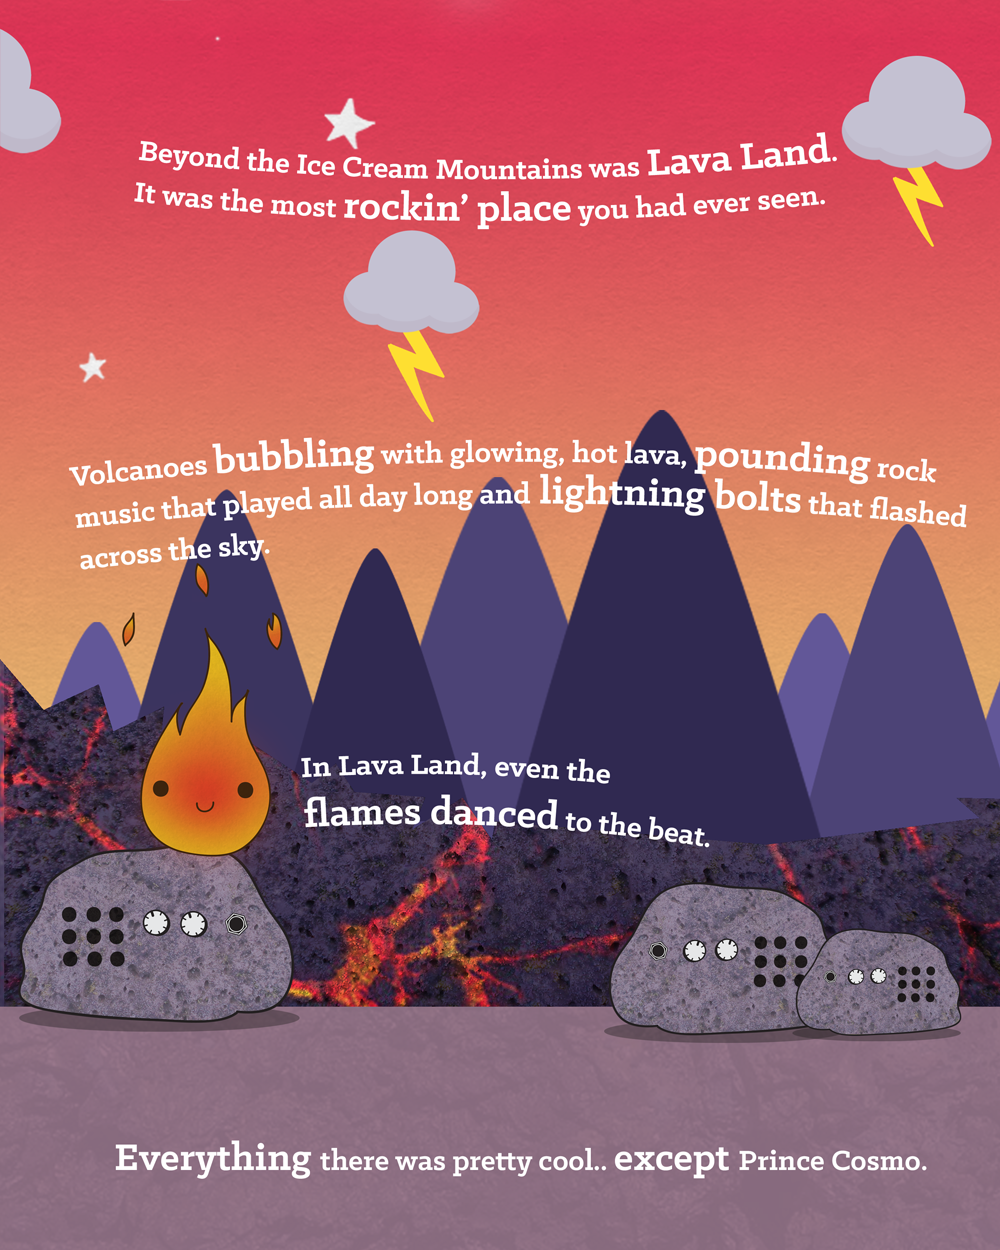 Beyond the Ice Cream Mountains was Lava Land.
It was the most rockin’ place you had ever seen.
Volcanoes bubbling with glowing, hot lava, pounding rock
music that played all day long and lightning bolts that flashed
across the sky.
In Lava Land, even the
flames danced to the beat.
Everything there was pretty cool.. except Prince Cosmo.